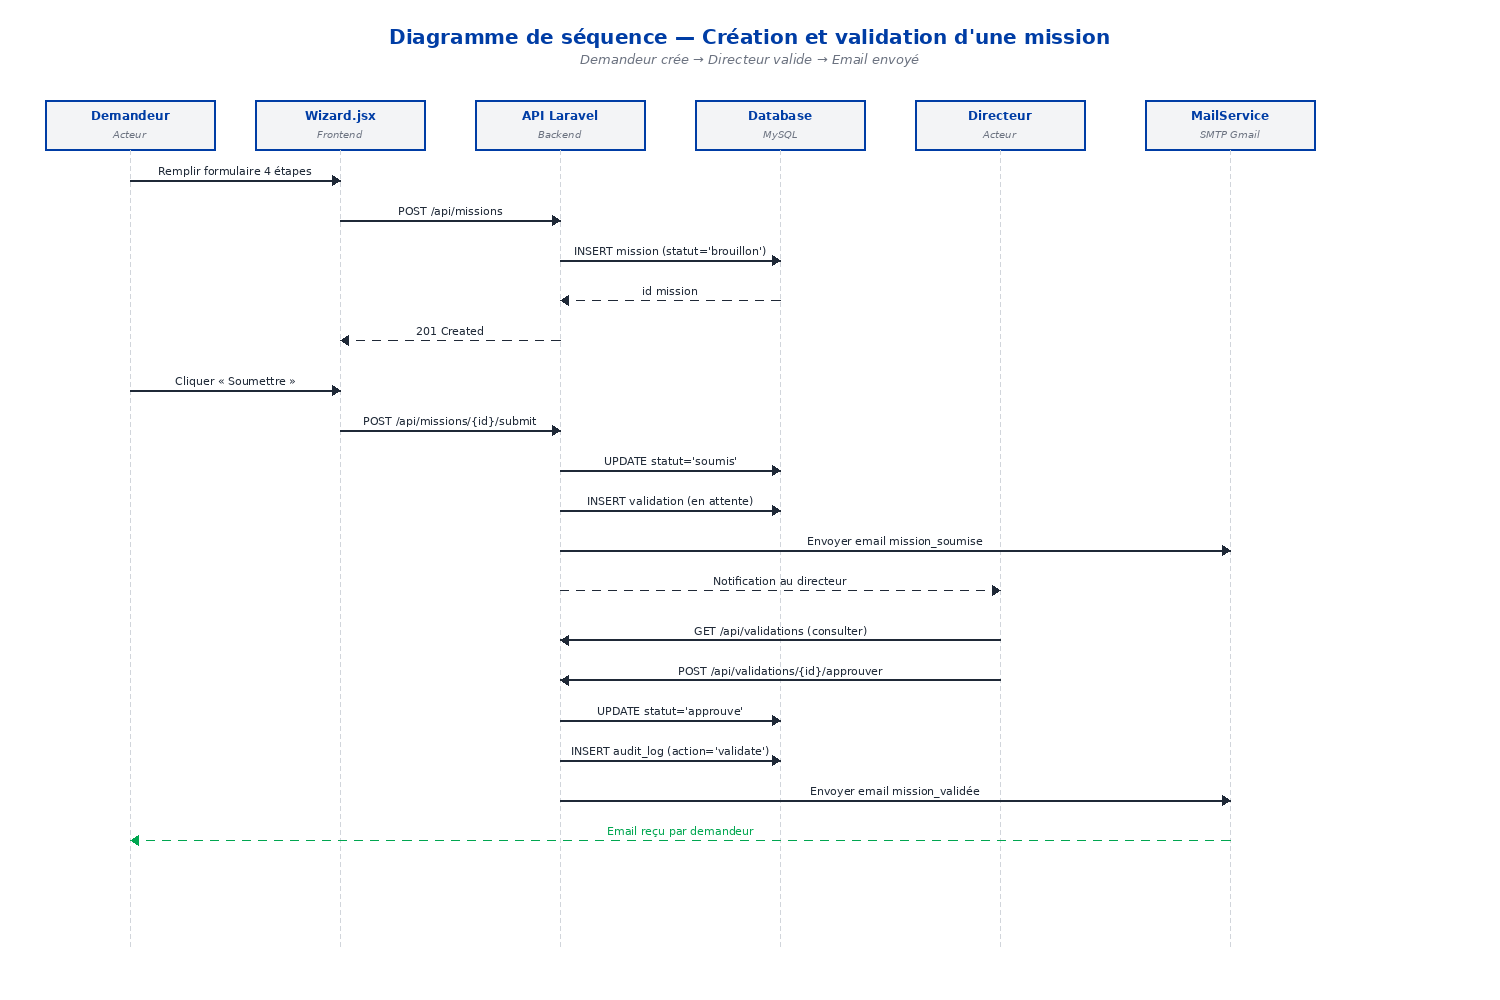 Diagramme de séquence — Création et validation d'une mission
Demandeur crée → Directeur valide → Email envoyé
Demandeur
Acteur
Wizard.jsx
Frontend
API Laravel
Backend
Database
MySQL
Directeur
Acteur
MailService
SMTP Gmail
Remplir formulaire 4 étapes
POST /api/missions
INSERT mission (statut='brouillon')
id mission
201 Created
Cliquer « Soumettre »
POST /api/missions/{id}/submit
UPDATE statut='soumis'
INSERT validation (en attente)
Envoyer email mission_soumise
Notification au directeur
GET /api/validations (consulter)
POST /api/validations/{id}/approuver
UPDATE statut='approuve'
INSERT audit_log (action='validate')
Envoyer email mission_validée
Email reçu par demandeur